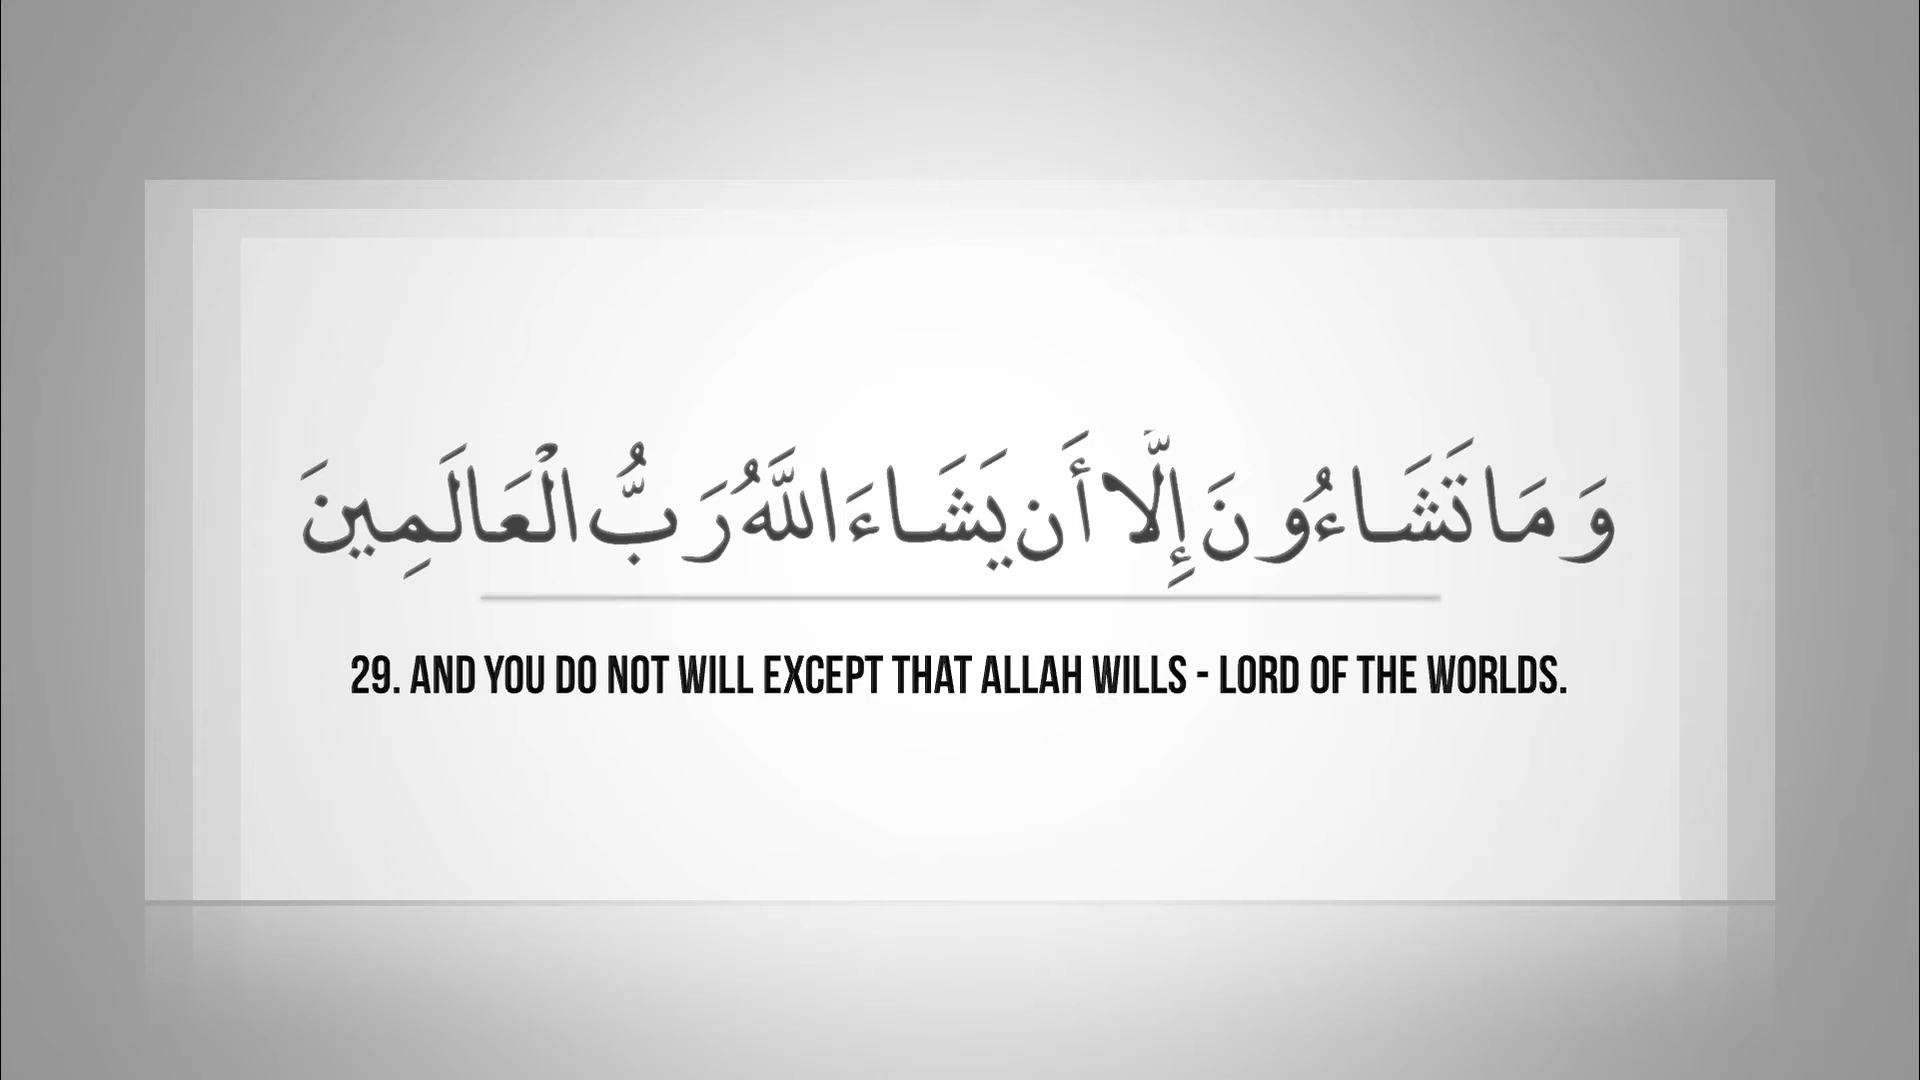 وَمَا تَشَاءُونَ إِلَّا أَن يَشَاءَ اللَّهُ رَبُّ الْعَالَمِينَ
29. AND YOU DO NOT WILL EXCEPT THAT ALLAH WILLS - LORD OF THE WORLDS.